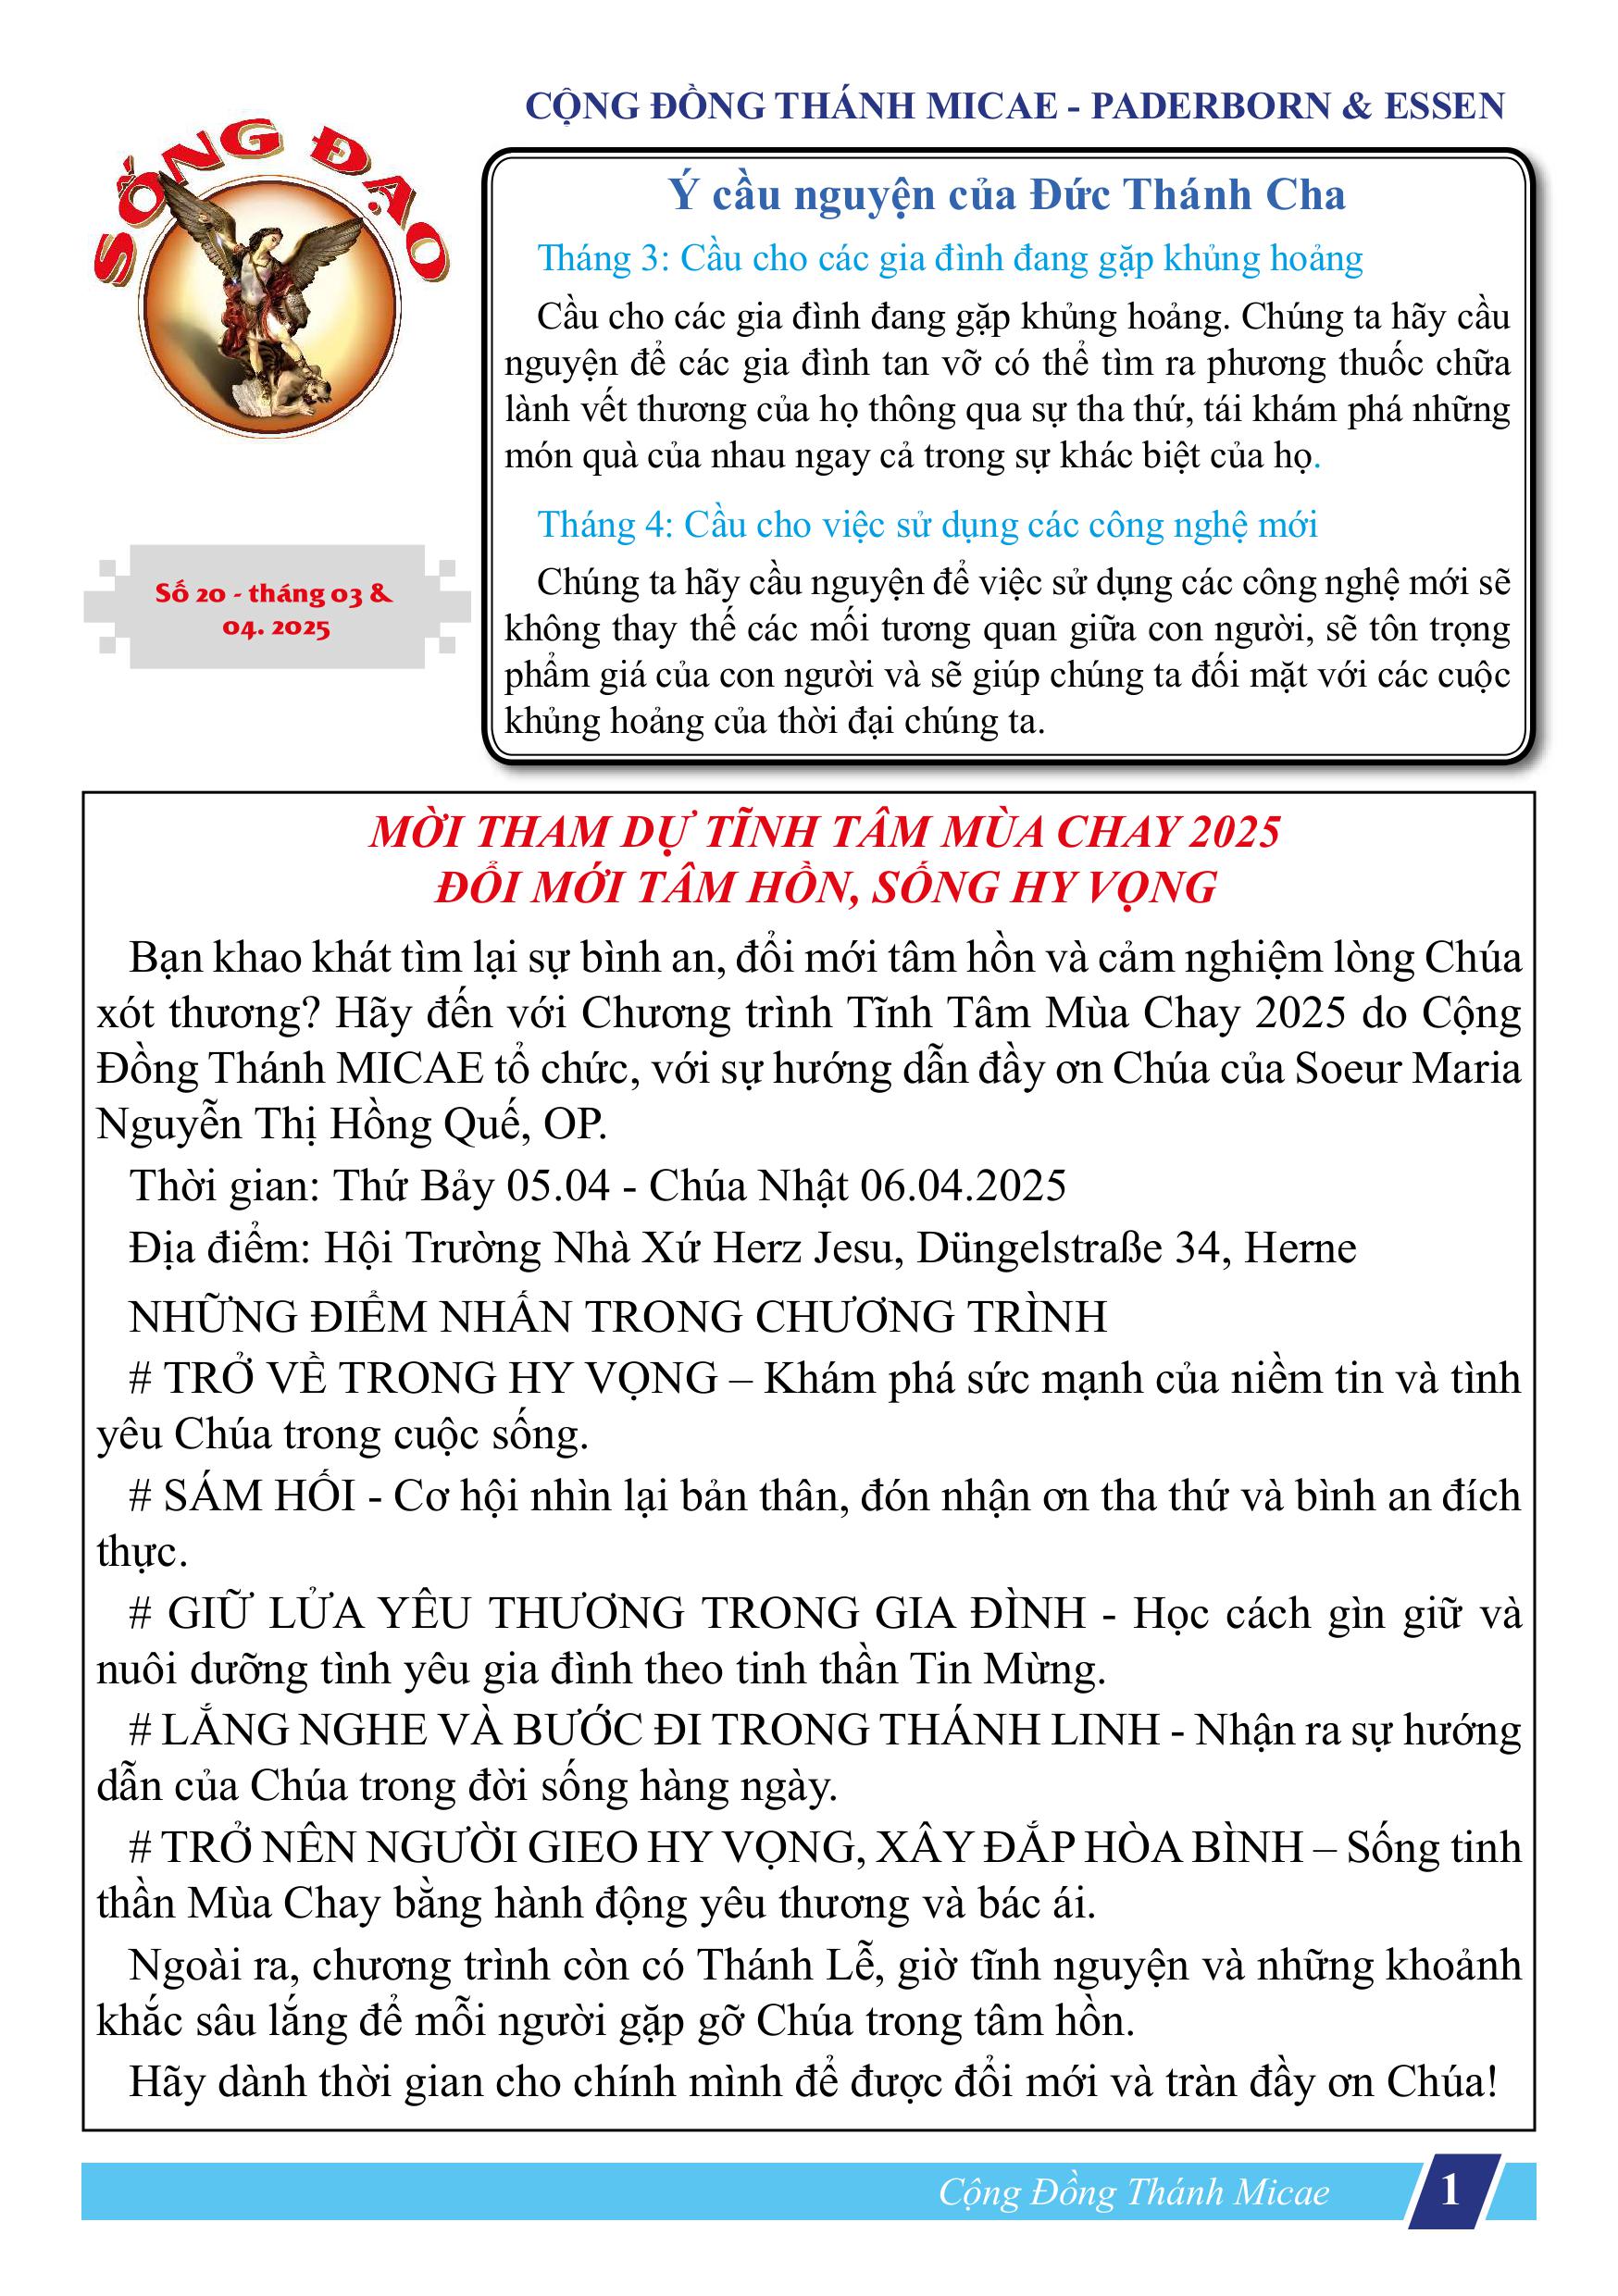 CỘNG ĐỒNG THÁNH MICAE - PADERBORN & ESSEN
SỐNG ĐẠO
Số 20 - tháng 03 &
04. 2025
Ý cầu nguyện của Đức Thánh Cha
Tháng 3: Cầu cho các gia đình đang gặp khủng hoảng
Cầu cho các gia đình đang gặp khủng hoảng. Chúng ta hãy cầu
nguyện để các gia đình tan vỡ có thể tìm ra phương thuốc chữa
lành vết thương của họ thông qua sự tha thứ, tái khám phá những
món quà của nhau ngay cả trong sự khác biệt của họ.
Tháng 4: Cầu cho việc sử dụng các công nghệ mới
Chúng ta hãy cầu nguyện để việc sử dụng các công nghệ mới sẽ
không thay thế các mối tương quan giữa con người, sẽ tôn trọng
phẩm giá của con người và sẽ giúp chúng ta đối mặt với các cuộc
khủng hoảng của thời đại chúng ta.
MỜI THAM DỰ TĨNH TÂM MÙA CHAY 2025
ĐỔI MỚI TÂM HỒN, SỐNG HY VỌNG
Bạn khao khát tìm lại sự bình an, đổi mới tâm hồn và cảm nghiệm lòng Chúa
xót thương? Hãy đến với Chương trình Tĩnh Tâm Mùa Chay 2025 do Cộng
Đồng Thánh MICAE tổ chức, với sự hướng dẫn đầy ơn Chúa của Soeur Maria
Nguyễn Thị Hồng Quế, OP.
Thời gian: Thứ Bảy 05.04 - Chúa Nhật 06.04.2025
Địa điểm: Hội Trường Nhà Xứ Herz Jesu, Düngelstraße 34, Herne
NHỮNG ĐIỂM NHẤN TRONG CHƯƠNG TRÌNH
# TRỞ VỀ TRONG HY VỌNG – Khám phá sức mạnh của niềm tin và tình
yêu Chúa trong cuộc sống.
# SÁM HỐI - Cơ hội nhìn lại bản thân, đón nhận ơn tha thứ và bình an đích
thực.
# GIỮ LỬA YÊU THƯƠNG TRONG GIA ĐÌNH - Học cách gìn giữ và
nuôi dưỡng tình yêu gia đình theo tinh thần Tin Mừng.
# LẮNG NGHE VÀ BƯỚC ĐI TRONG THÁNH LINH - Nhận ra sự hướng
dẫn của Chúa trong đời sống hàng ngày.
# TRỞ NÊN NGƯỜI GIEO HY VỌNG, XÂY ĐẮP HÒA BÌNH – Sống tinh
thần Mùa Chay bằng hành động yêu thương và bác ái.
Ngoài ra, chương trình còn có Thánh Lễ, giờ tĩnh nguyện và những khoảnh
khắc sâu lắng để mỗi người gặp gỡ Chúa trong tâm hồn.
Hãy dành thời gian cho chính mình để được đổi mới và tràn đầy ơn Chúa!
Cộng Đồng Thánh Micae
1